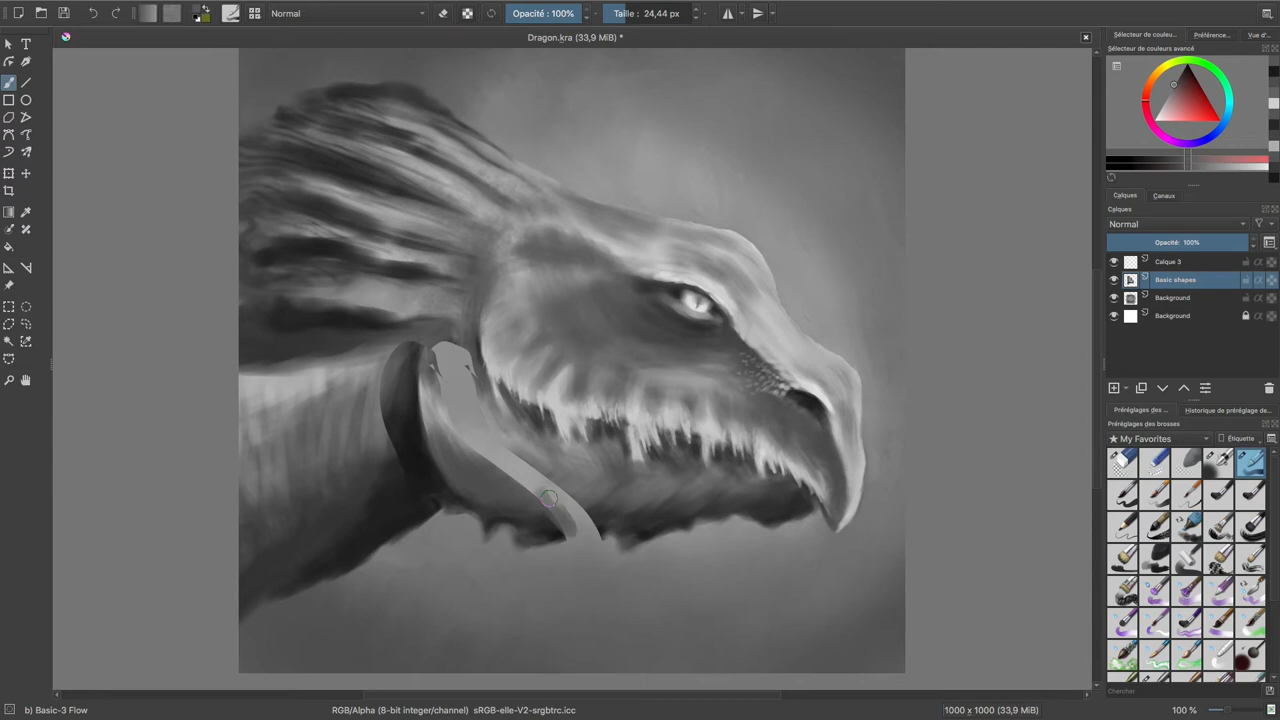 Normal
Opacité : 100%
Taille : 24,44 px
Dragon.kra (33,9 MiB) *
Sélecteur de couleu... Préférence... Vue d'...
Sélecteur de couleurs avancé
Calques Canaux
Calques
Normal
Opacité: 100%
Calque 3
Basic shapes
Background
Background
Préréglages des ... Historique de préréglage de...
Préréglages des brosses
My Favorites Étiquette
Chercher
b) Basic-3 Flow RGB/Alpha (8-bit integer/channel) sRGB-elle-V2-srgbtrc.icc 1000 x 1000 (33,9 MiB) 100 %